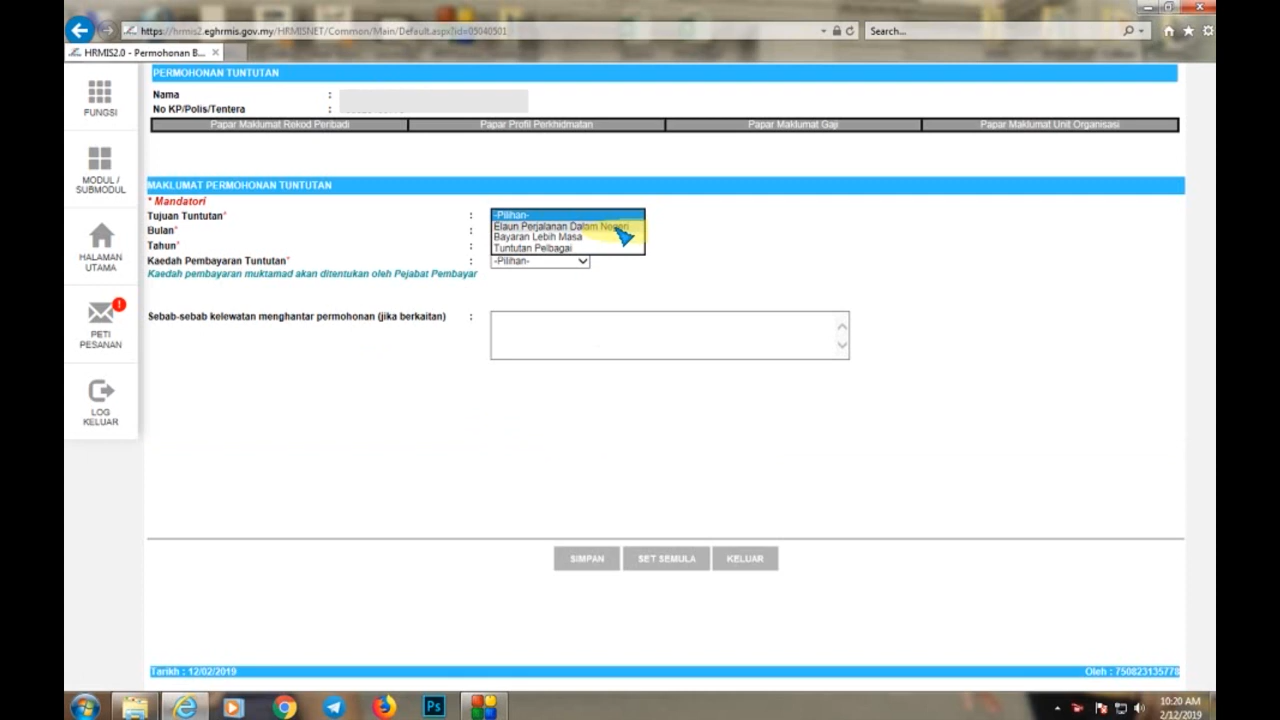 https://hrmis2.eghrmis.gov.my/HRMISNET/Common/Main/Default.aspx?id=05040501
Search...
HRMIS2.0 - Permohonan B...
FUNGSI
MODUL /
SUBMODUL
HALAMAN
UTAMA
!
PETI
PESANAN
LOG
KELUAR
PERMOHONAN TUNTUTAN
Nama :
No KP/Polis/Tentera :
Papar Maklumat Rekod Peribadi Papar Profil Perkhidmatan Papar Maklumat Gaji Papar Maklumat Unit Organisasi
MAKLUMAT PERMOHONAN TUNTUTAN
* Mandatori
Tujuan Tuntutan* : -Pilihan-
Elaun Perjalanan Dalam Negeri
Bulan* :
Bayaran Lebih Masa
Tahun* :
Tuntutan Pelbagai
Kaedah Pembayaran Tuntutan* : -Pilihan-
Kaedah pembayaran muktamad akan ditentukan oleh Pejabat Pembayar
Sebab-sebab kelewatan menghantar permohonan (jika berkaitan) :
SIMPAN SET SEMULA KELUAR
Tarikh : 12/02/2019 Oleh : 750823135778
Ps
10:20 AM
2/12/2019